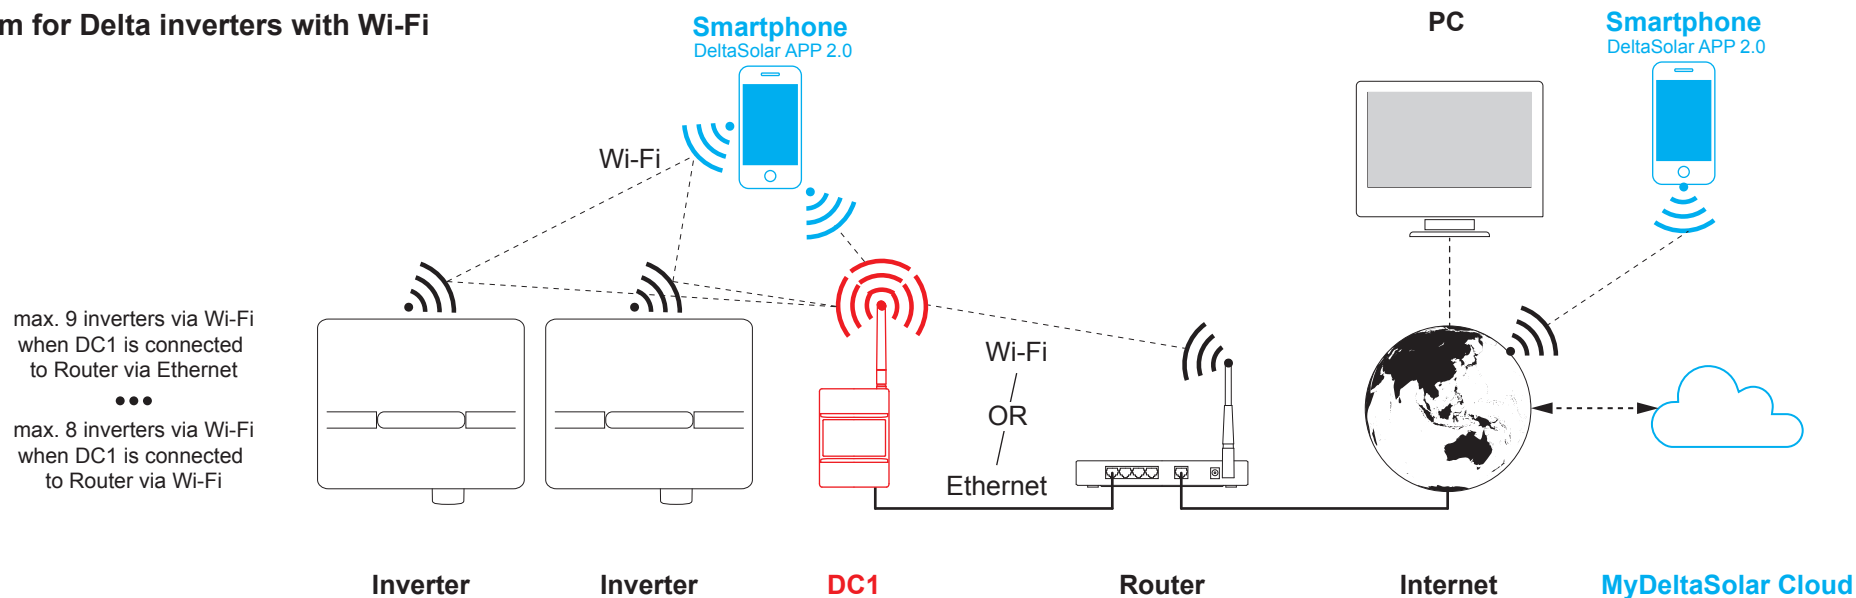 m for Delta inverters with Wi-Fi
Smartphone
DeltaSolar APP 2.0
PC
Smartphone
DeltaSolar APP 2.0
Wi-Fi
max. 9 inverters via Wi-Fi
when DC1 is connected
to Router via Ethernet
•••
max. 8 inverters via Wi-Fi
when DC1 is connected
to Router via Wi-Fi
Wi-Fi
OR
Ethernet
Inverter
Inverter
DC1
Router
Internet
MyDeltaSolar Cloud